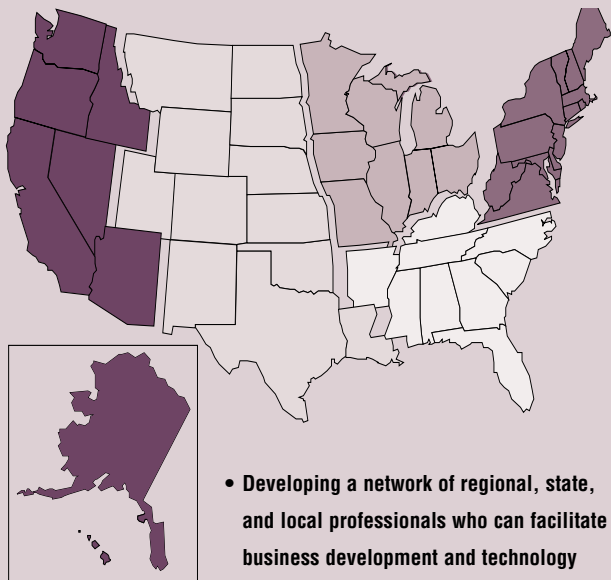 • Developing a network of regional, state,
and local professionals who can facilitate
business development and technology